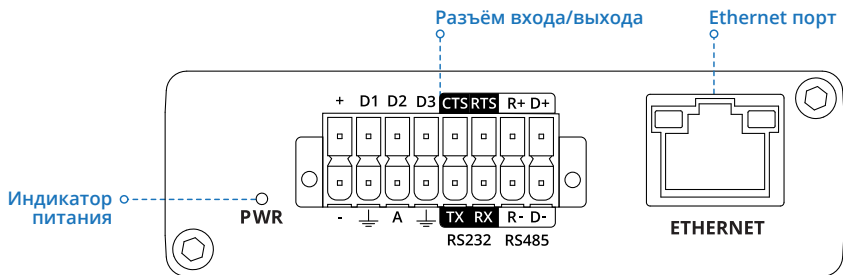 Разъём входа/выхода
Ethernet порт
+ D1 D2 D3 CTS RTS R+ D+
Индикатор
питания
PWR
- A TX RX R- D-
RS232 RS485
ETHERNET